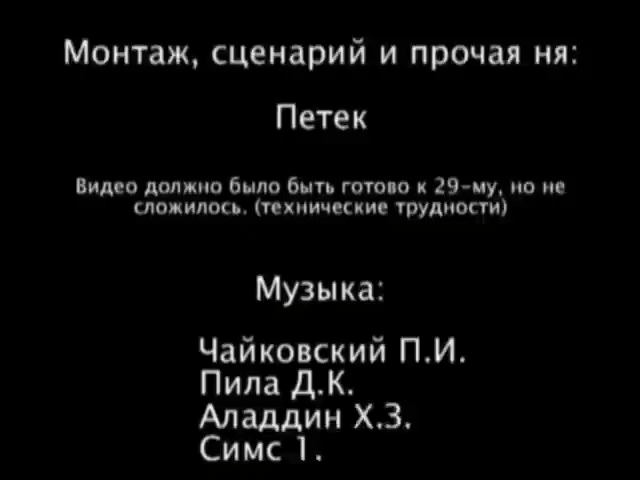 Монтаж, сценарий и прочая ня:
Петек
Видео должно было быть готово к 29-му, но не
сложилось. (технические трудности)
Музыка:
Чайковский П.И.
Пила Д.К.
Аладдин Х.З.
Симс 1.